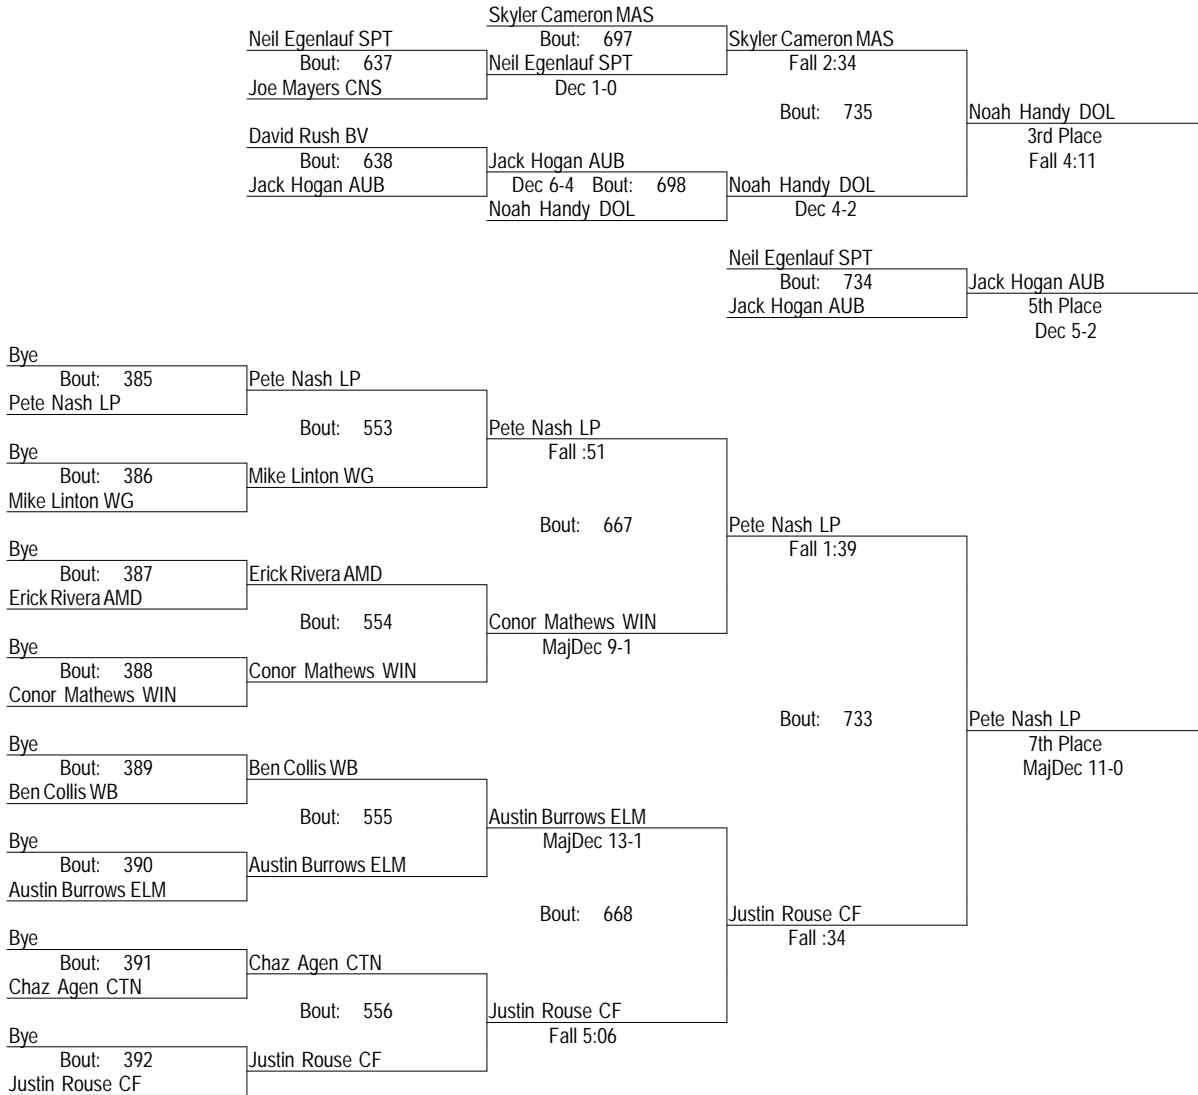 Skyler Cameron MAS
Neil Egenlauf SPT
Bout: 697
Skyler Cameron MAS
Bout: 637
Neil Egenlauf SPT
Fall 2:34
Joe Mayers CNS
Dec 1-0
Bout: 735
Noah Handy DOL
David Rush BV
3rd Place
Bout: 638
Jack Hogan AUB
Fall 4:11
Jack Hogan AUB
Dec 6-4 Bout: 698
Noah Handy DOL
Noah Handy DOL
Dec 4-2
Neil Egenlauf SPT
Bout: 734
Jack Hogan AUB
Jack Hogan AUB
5th Place
Dec 5-2
Bye
Bout: 385
Pete Nash LP
Pete Nash LP
Bout: 553
Pete Nash LP
Bye
Fall :51
Bout: 386
Mike Linton WG
Mike Linton WG
Bout: 667
Pete Nash LP
Bye
Fall 1:39
Bout: 387
Erick Rivera AMD
Erick Rivera AMD
Bout: 554
Conor Mathews WIN
Bye
MajDec 9-1
Bout: 388
Conor Mathews WIN
Conor Mathews WIN
Bout: 733
Pete Nash LP
Bye
7th Place
Bout: 389
Ben Collis WB
MajDec 11-0
Ben Collis WB
Bout: 555
Austin Burrows ELM
Bye
MajDec 13-1
Bout: 390
Austin Burrows ELM
Austin Burrows ELM
Bout: 668
Justin Rouse CF
Bye
Fall :34
Bout: 391
Chaz Agen CTN
Chaz Agen CTN
Bout: 556
Justin Rouse CF
Bye
Fall 5:06
Bout: 392
Justin Rouse CF
Justin Rouse CF